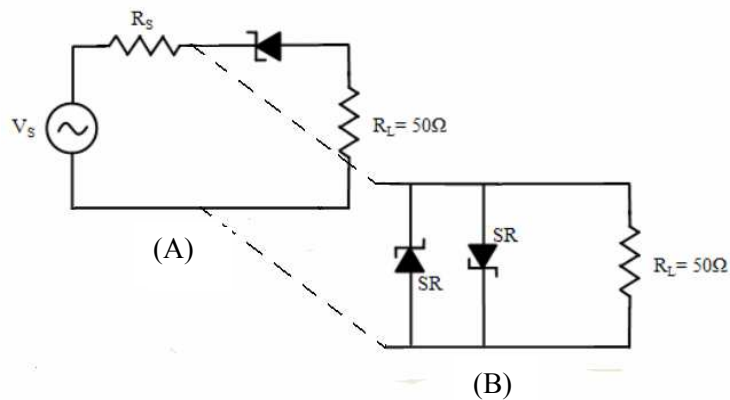 R_S
V_S
R_L= 50Ω
(A)
SR
SR
R_L= 50Ω
(B)